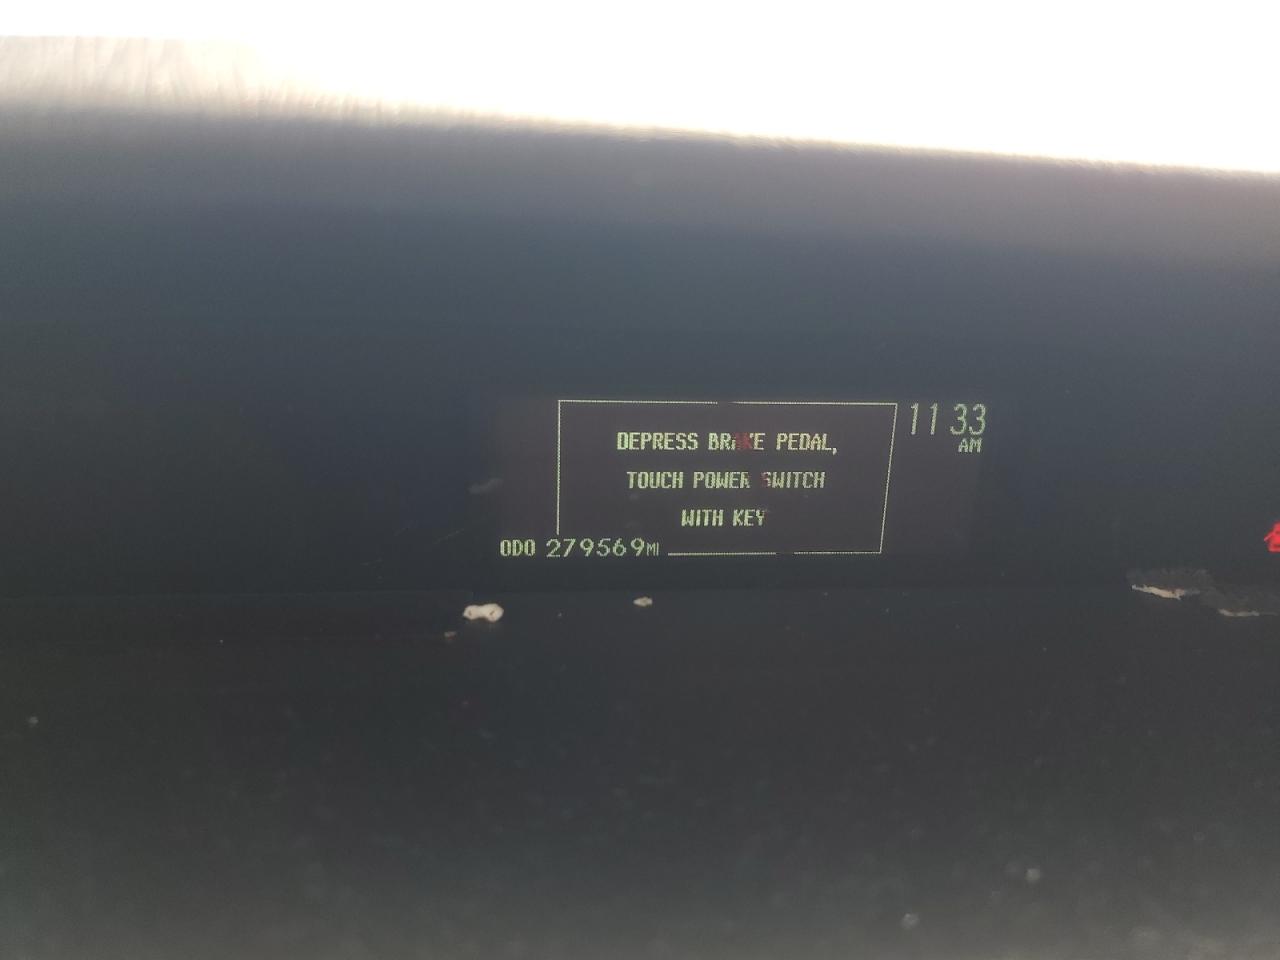 DEPRESS BRAKE PEDAL,
TOUCH POWER SWITCH
WITH KEY
11 33
AM
ODO 279569MI